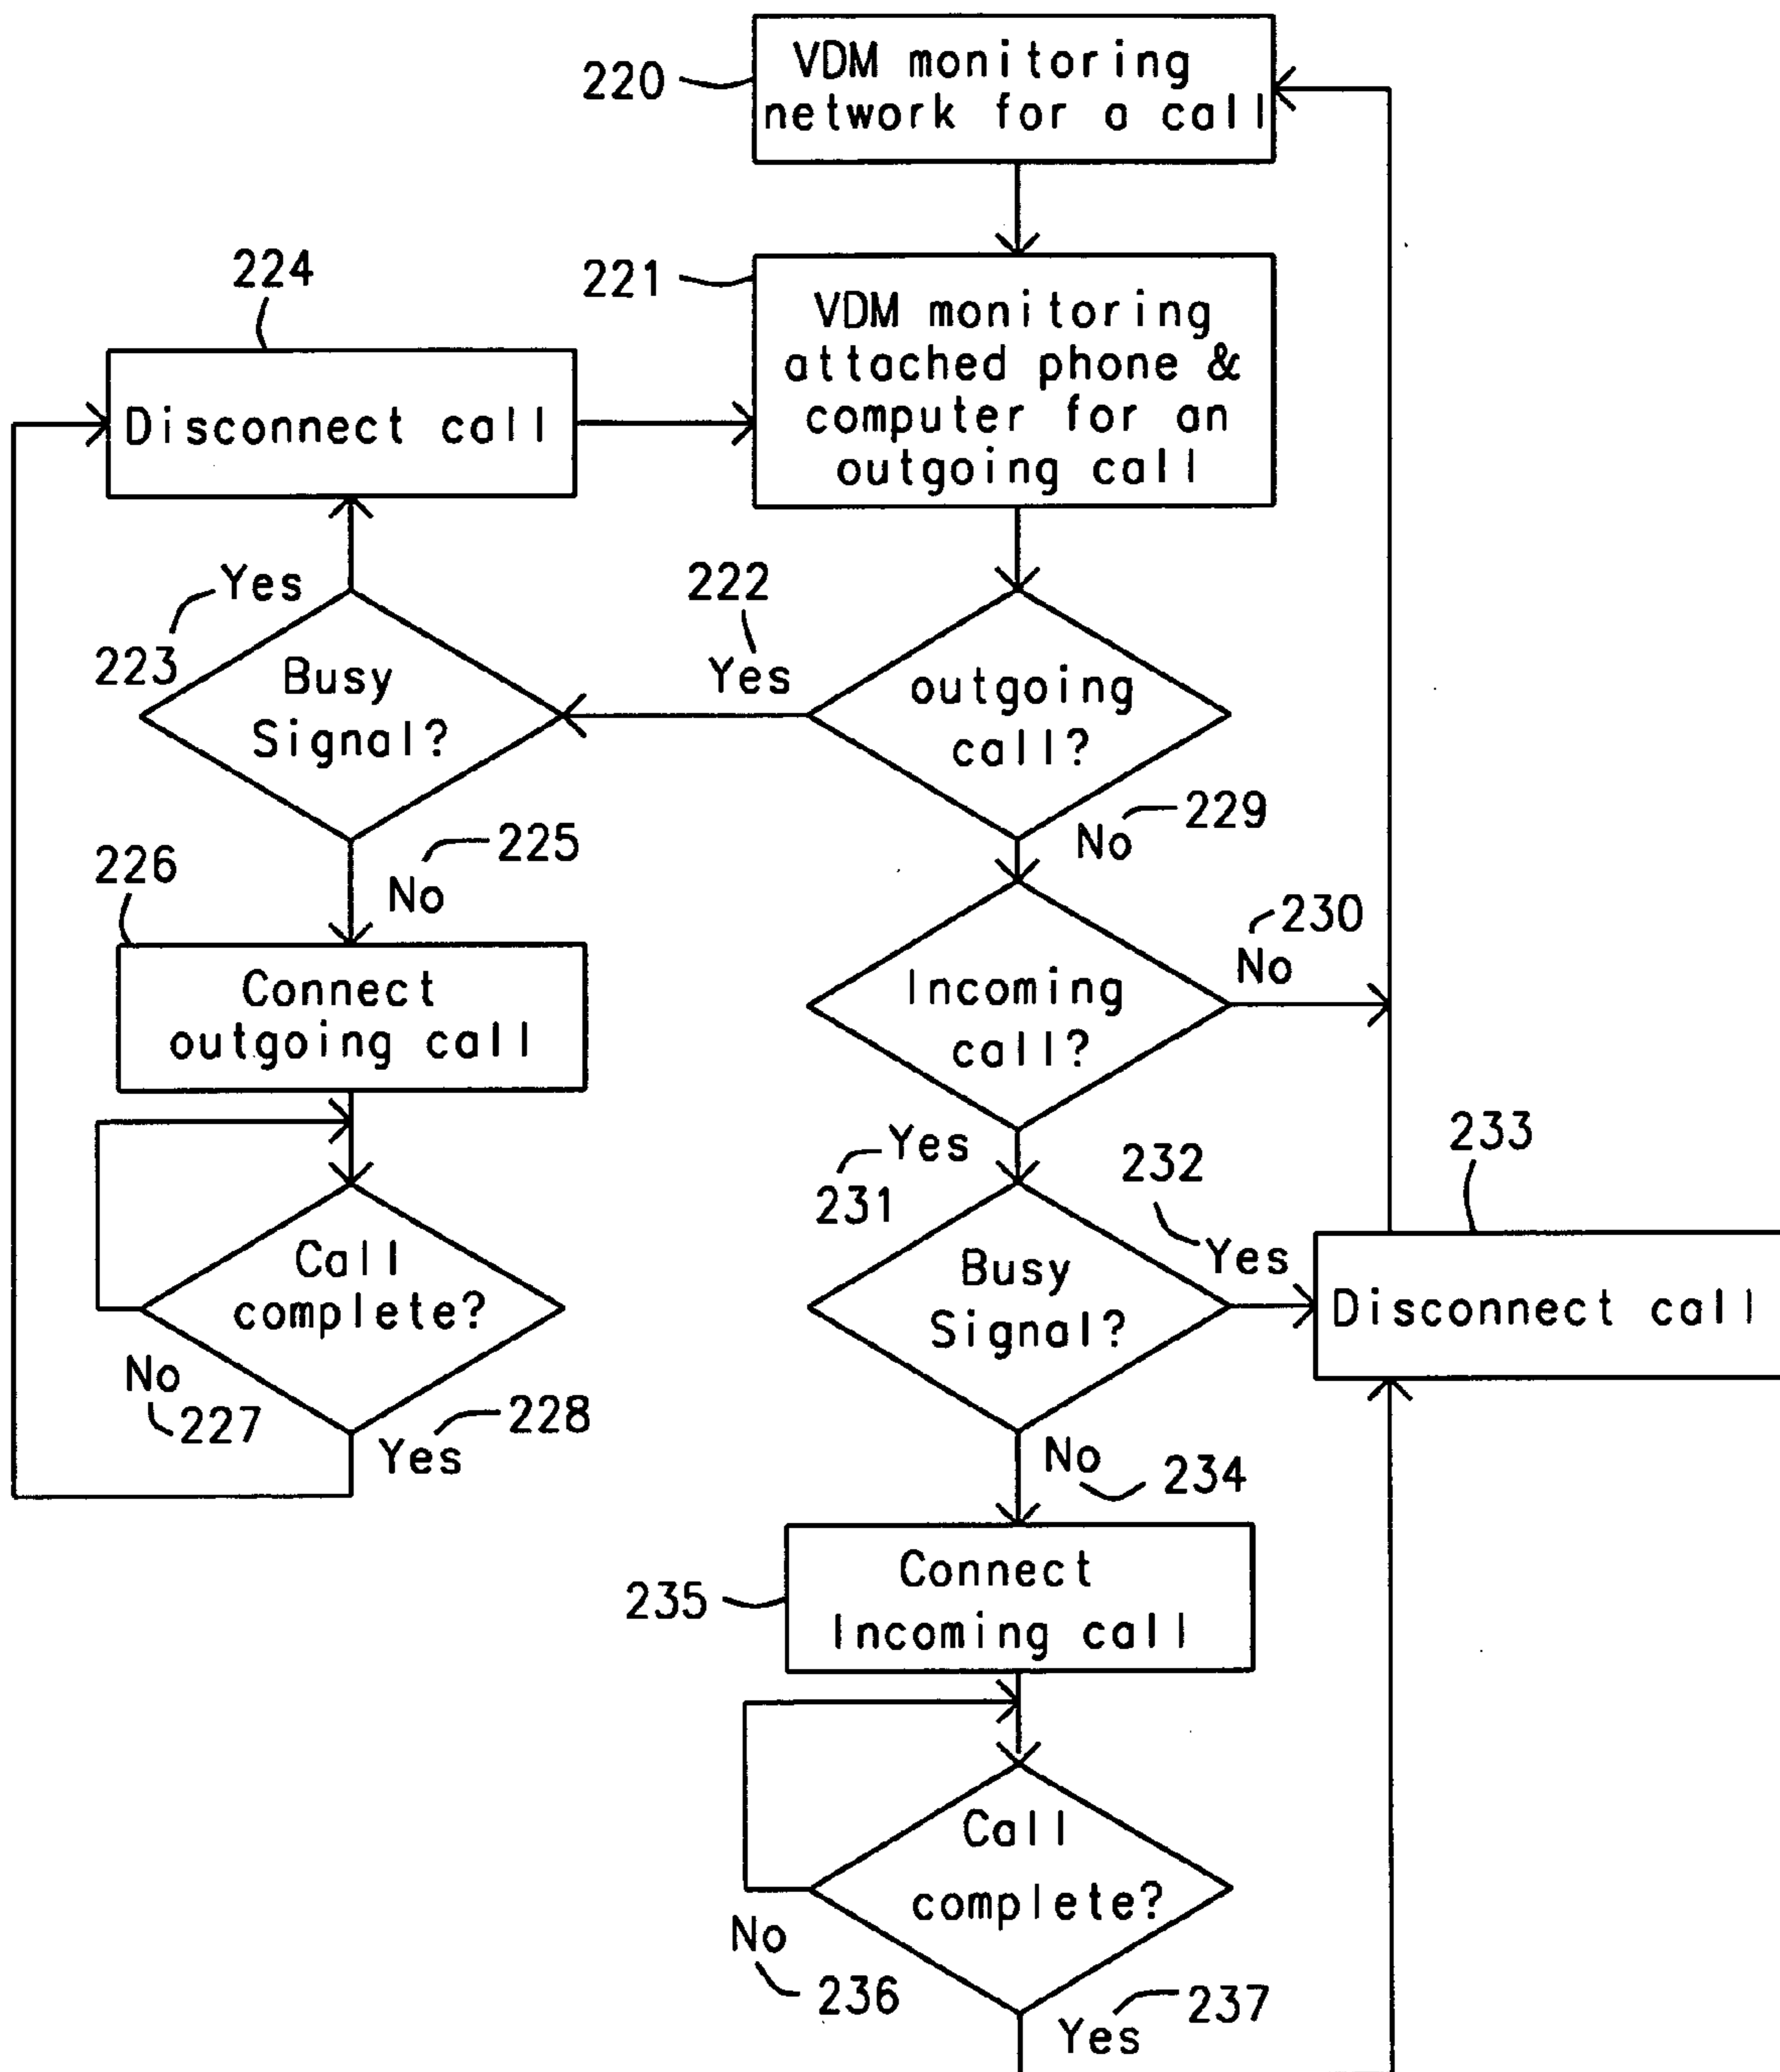 220
VDM monitoring
network for a call
224
221
VDM monitoring
attached phone &
computer for an
outgoing call
Disconnect call
Yes
223
Busy
Signal?
222
Yes
outgoing
call?
229
No
225
No
226
Connect
outgoing call
230
No
Incoming
call?
Yes
231
232
Yes
233
Disconnect call
Call
complete?
No
227
228
Yes
Busy
Signal?
No
234
235
Connect
Incoming call
Call
complete?
No
236
237
Yes